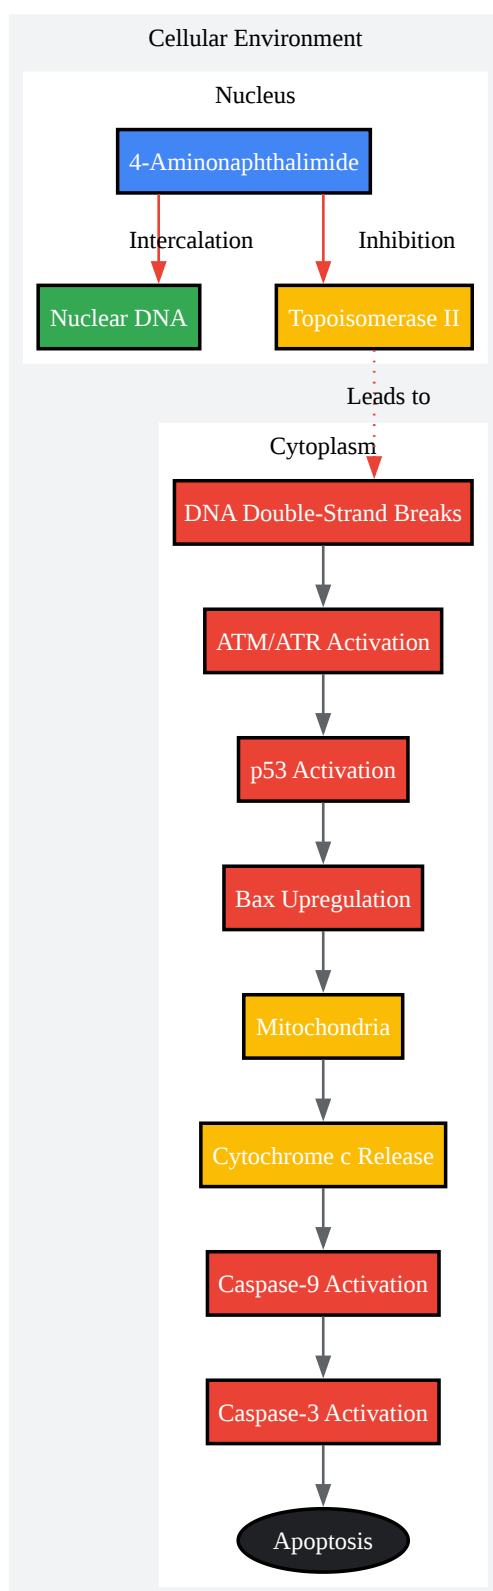 Cellular Environment
Nucleus
4-Aminonaphthalimide
Intercalation
Inhibition
Nuclear DNA
Topoisomerase II
Leads to
Cytoplasm
DNA Double-Strand Breaks
ATM/ATR Activation
p53 Activation
Bax Upregulation
Mitochondria
Cytochrome c Release
Caspase-9 Activation
Caspase-3 Activation
Apoptosis